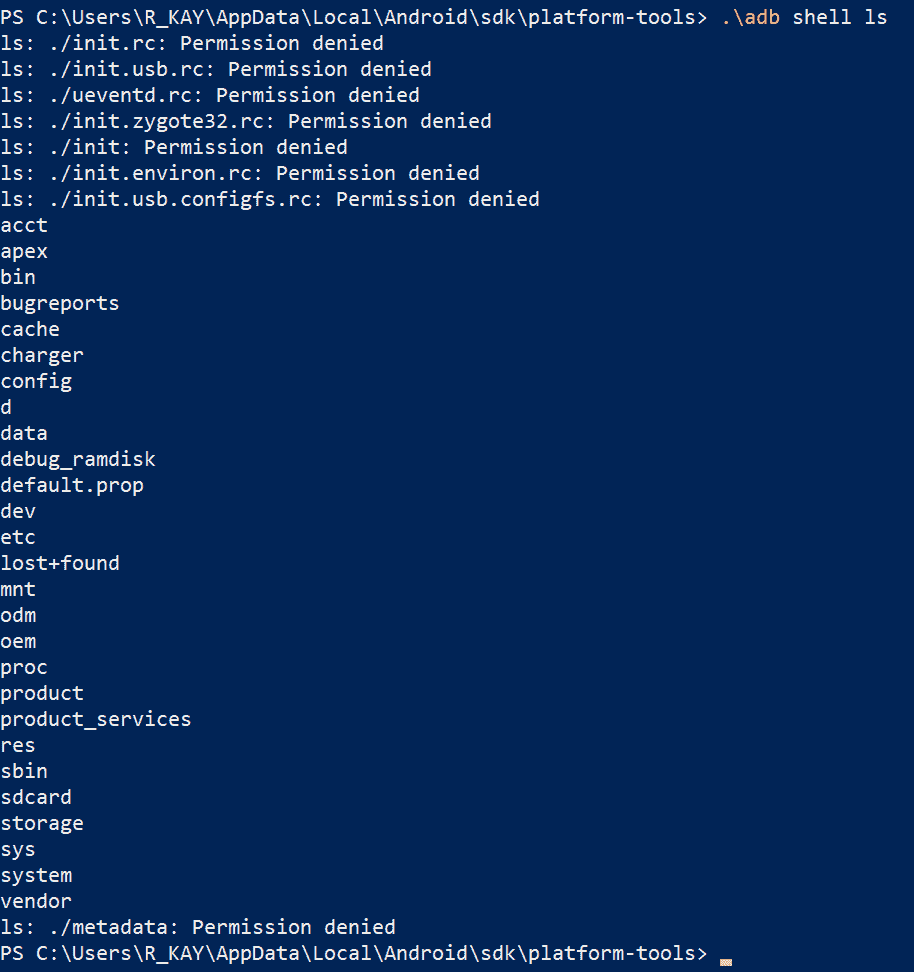 PS C:\Users\R_KAY\AppData\Local\Android\sdk\platform-tools> .\adb shell ls
ls: ./init.rc: Permission denied
ls: ./init.usb.rc: Permission denied
ls: ./ueventd.rc: Permission denied
ls: ./init.zygote32.rc: Permission denied
ls: ./init: Permission denied
ls: ./init.environ.rc: Permission denied
ls: ./init.usb.configfs.rc: Permission denied
acct
apex
bin
bugreports
cache
charger
config
d
data
debug_ramdisk
default.prop
dev
etc
lost+found
mnt
odm
oem
proc
product
product_services
res
sbin
sdcard
storage
sys
system
vendor
ls: ./metadata: Permission denied
PS C:\Users\R_KAY\AppData\Local\Android\sdk\platform-tools>